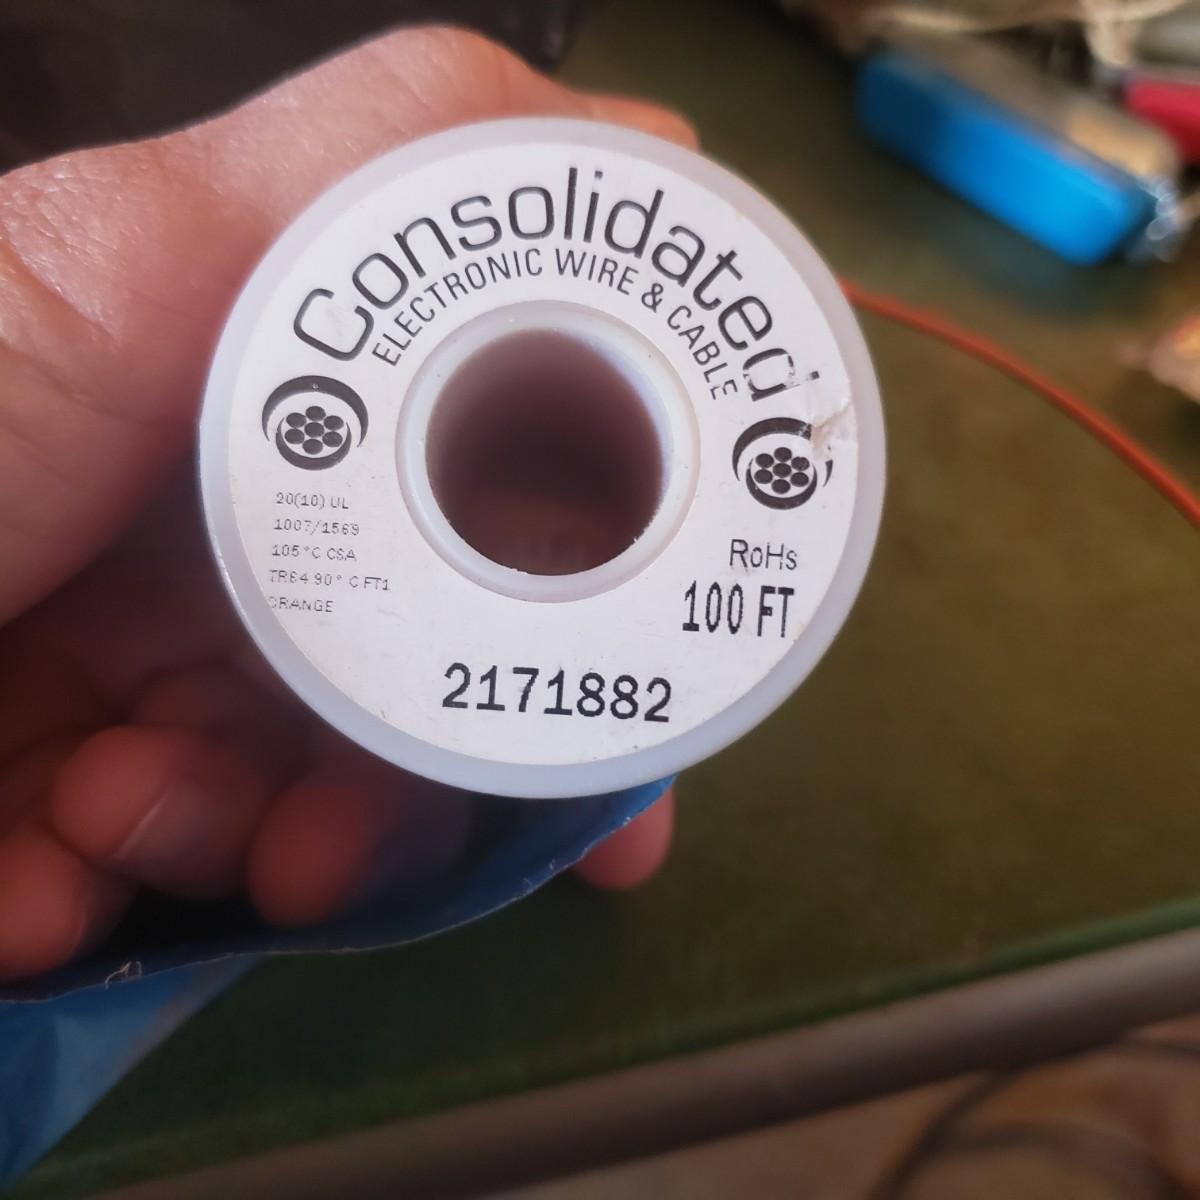 Consolidated
ELECTRONIC WIRE & CABLE
20(10) UL
1007/1569
105°C CSA
TR64 90° C FT1
ORANGE
RoHs
100 FT
2171882